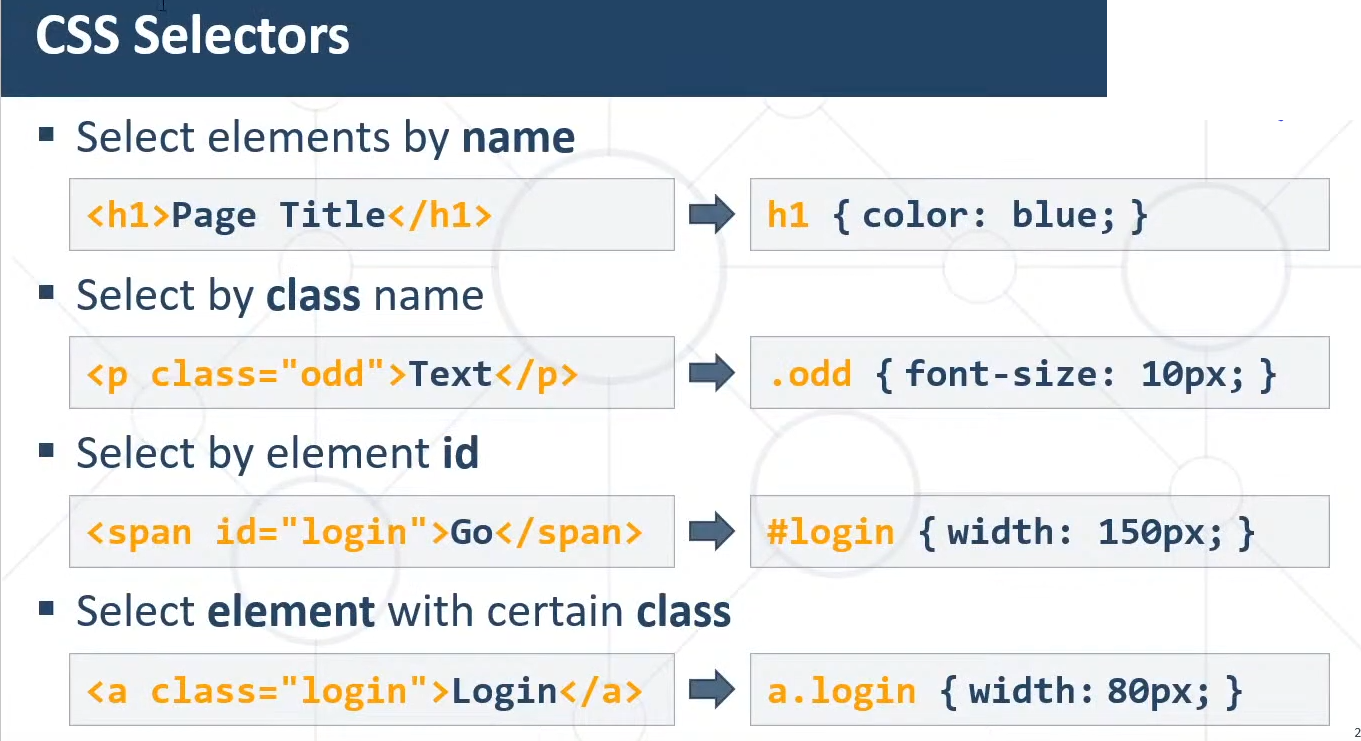 CSS Selectors
▪ Select elements by name
<h1>Page Title</h1>
h1 { color: blue; }
▪ Select by class name
<p class="odd">Text</p>
.odd { font-size: 10px; }
▪ Select by element id
<span id="login">Go</span>
#login { width: 150px; }
▪ Select element with certain class
<a class="login">Login</a>
a.login { width: 80px; }
2